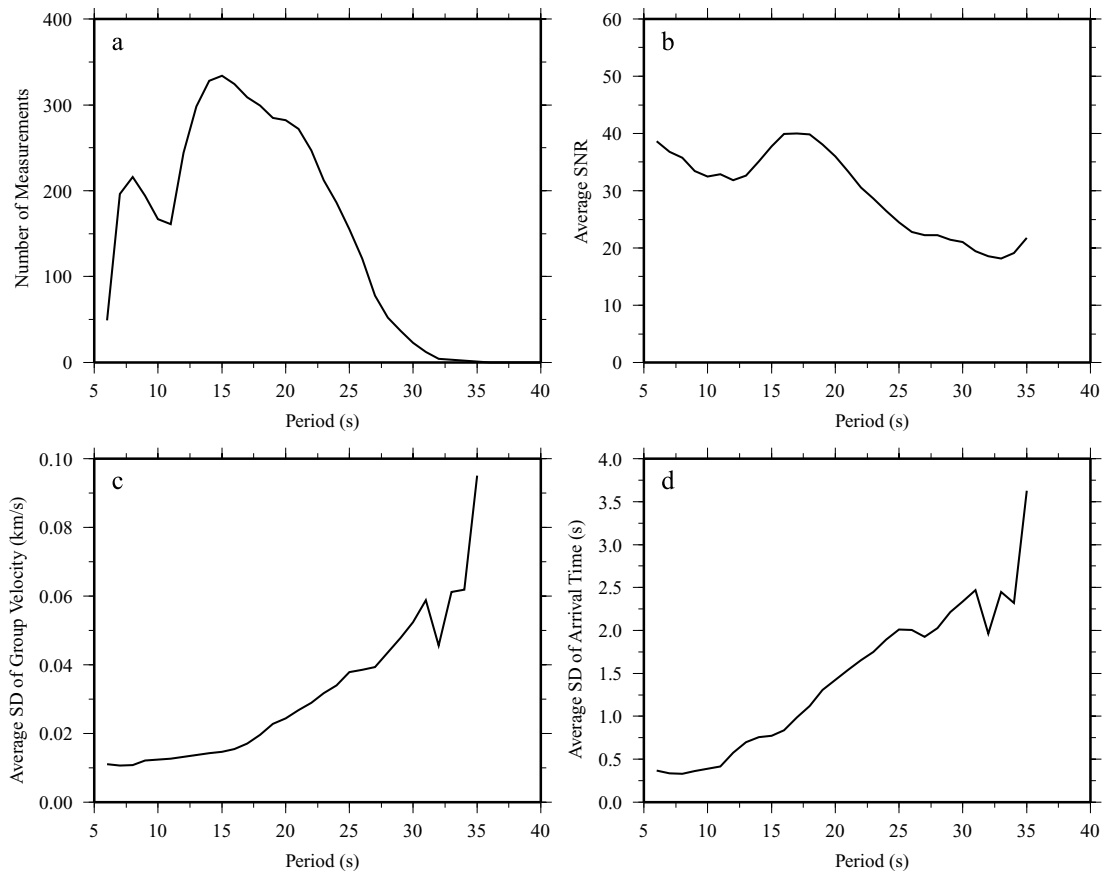 400
300
200
100
0
Number of Measurements
a
5 10 15 20 25 30 35 40
Period (s)
60
50
40
30
20
10
0
Average SNR
b
5 10 15 20 25 30 35 40
Period (s)
0.10
0.08
0.06
0.04
0.02
0.00
Average SD of Group Velocity (km/s)
c
5 10 15 20 25 30 35 40
Period (s)
4.0
3.5
3.0
2.5
2.0
1.5
1.0
0.5
0.0
Average SD of Arrival Time (s)
d
5 10 15 20 25 30 35 40
Period (s)